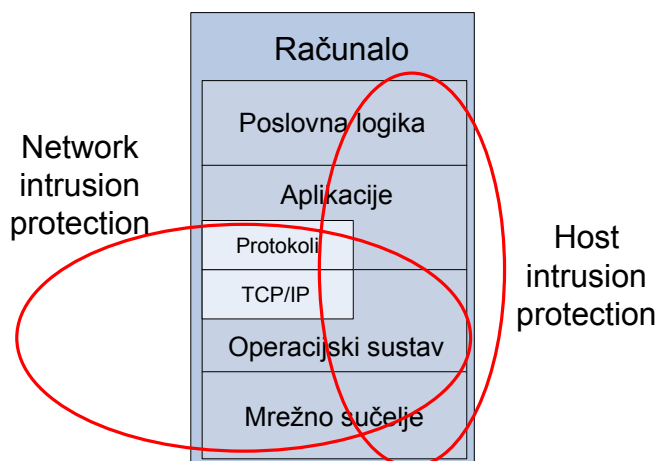 Računalo
Poslovna logika
Network
intrusion
protection
Aplikacije
Protokoli
Host
intrusion
protection
TCP/IP
Operacijski sustav
Mrežno sučelje